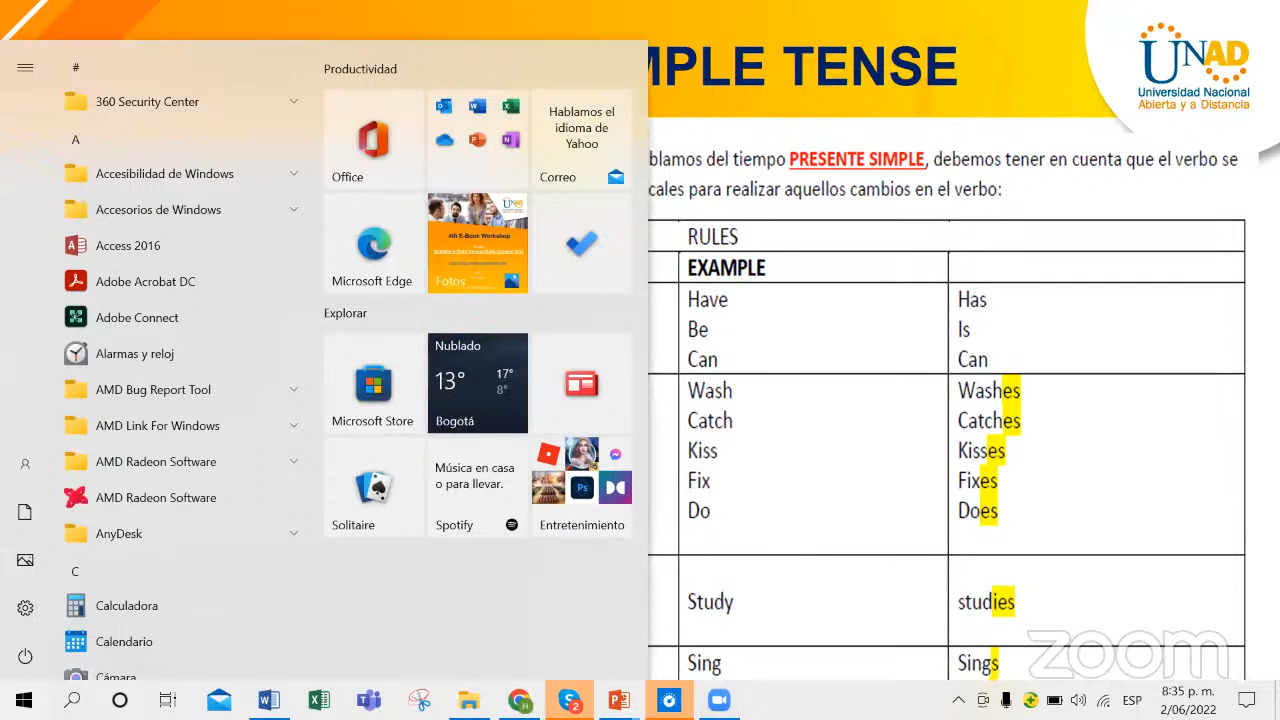 MPLE TENSE
UNAD
Universidad Nacional
Abierta y a Distancia
#
360 Security Center
A
Accesibilidad de Windows
Accesorios de Windows
Access 2016
Adobe Acrobat DC
Adobe Connect
Alarmas y reloj
AMD Bug Report Tool
AMD Link For Windows
AMD Radeon Software
AMD Radeon Software
AnyDesk
C
Calculadora
Calendario
Cámara
Productividad
Office
Hablamos el
idioma de
Yahoo
Correo
Microsoft Edge
4th E-Book Workshop
Fotos
Explorar
Microsoft Store
Nublado
13° 17°
8°
Bogotá
Solitaire
Música en casa
o para llevar.
Spotify
Ps
Entretenimiento
blamos del tiempo PRESENTE SIMPLE, debemos tener en cuenta que el verbo se
cales para realizar aquellos cambios en el verbo:
RULES
EXAMPLE
Have Has
Be Is
Can Can
Wash Washes
Catch Catches
Kiss Kisses
Fix Fixes
Do Does
Study studies
Sing Sings
zoom
ESP
8:35 p. m.
2/06/2022